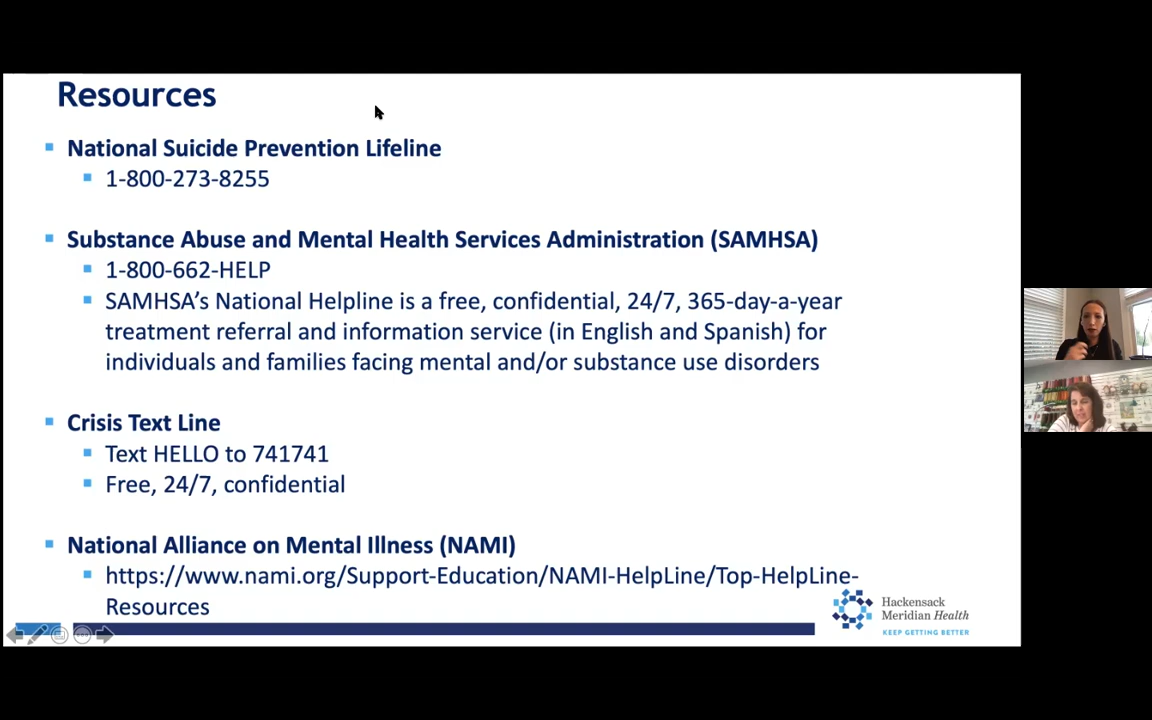 Resources
National Suicide Prevention Lifeline
1-800-273-8255
Substance Abuse and Mental Health Services Administration (SAMHSA)
1-800-662-HELP
SAMHSA’s National Helpline is a free, confidential, 24/7, 365-day-a-year
treatment referral and information service (in English and Spanish) for
individuals and families facing mental and/or substance use disorders
Crisis Text Line
Text HELLO to 741741
Free, 24/7, confidential
National Alliance on Mental Illness (NAMI)
https://www.nami.org/Support-Education/NAMI-HelpLine/Top-HelpLine-
Resources
Hackensack
Meridian Health
KEEP GETTING BETTER